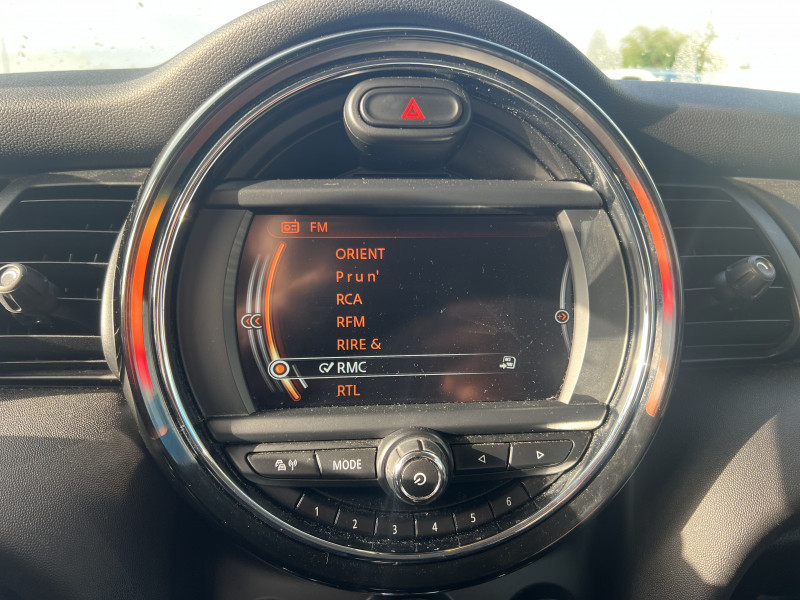 FM
ORIENT
Prun'
RCA
RFM
RIRE &
RMC
RTL
MODE
1 2 3 4 5 6